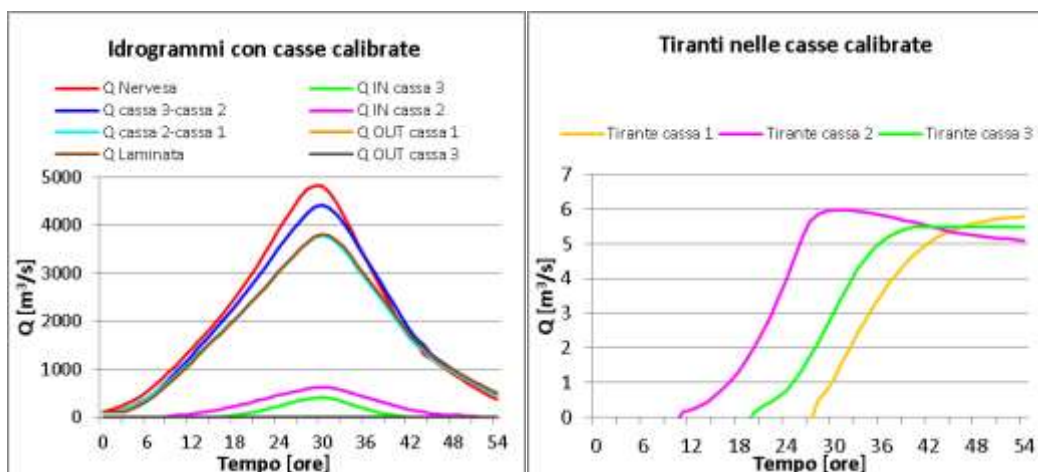 Idrogrammi con casse calibrate
Q Nervesa
Q IN cassa 3
Q cassa 3-cassa 2
Q IN cassa 2
Q cassa 2-cassa 1
Q OUT cassa 1
Q Laminata
Q OUT cassa 3
5000
4000
3000
2000
1000
0
Q [m³/s]
0 6 12 18 24 30 36 42 48 54
Tempo [ore]
Tiranti nelle casse calibrate
Tirante cassa 1
Tirante cassa 2
Tirante cassa 3
7
6
5
4
3
2
1
0
Q [m³/s]
0 6 12 18 24 30 36 42 48 54
Tempo [ore]